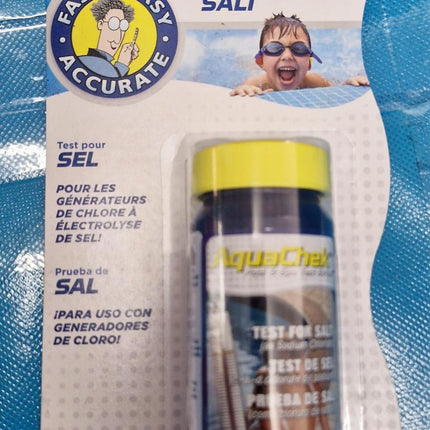 SALT
FAST · EASY
· ACCURATE ·
Test pour
SEL
POUR LES
GÉNÉRATEURS
DE CHLORE À
ÉLECTROLYSE
DE SEL!
Prueba de
SAL
¡PARA USO CON
GENERADORES
DE CLORO!
AquaChek
TEST FOR SALT
TEST DE SEL
PRUEBA DE SAL